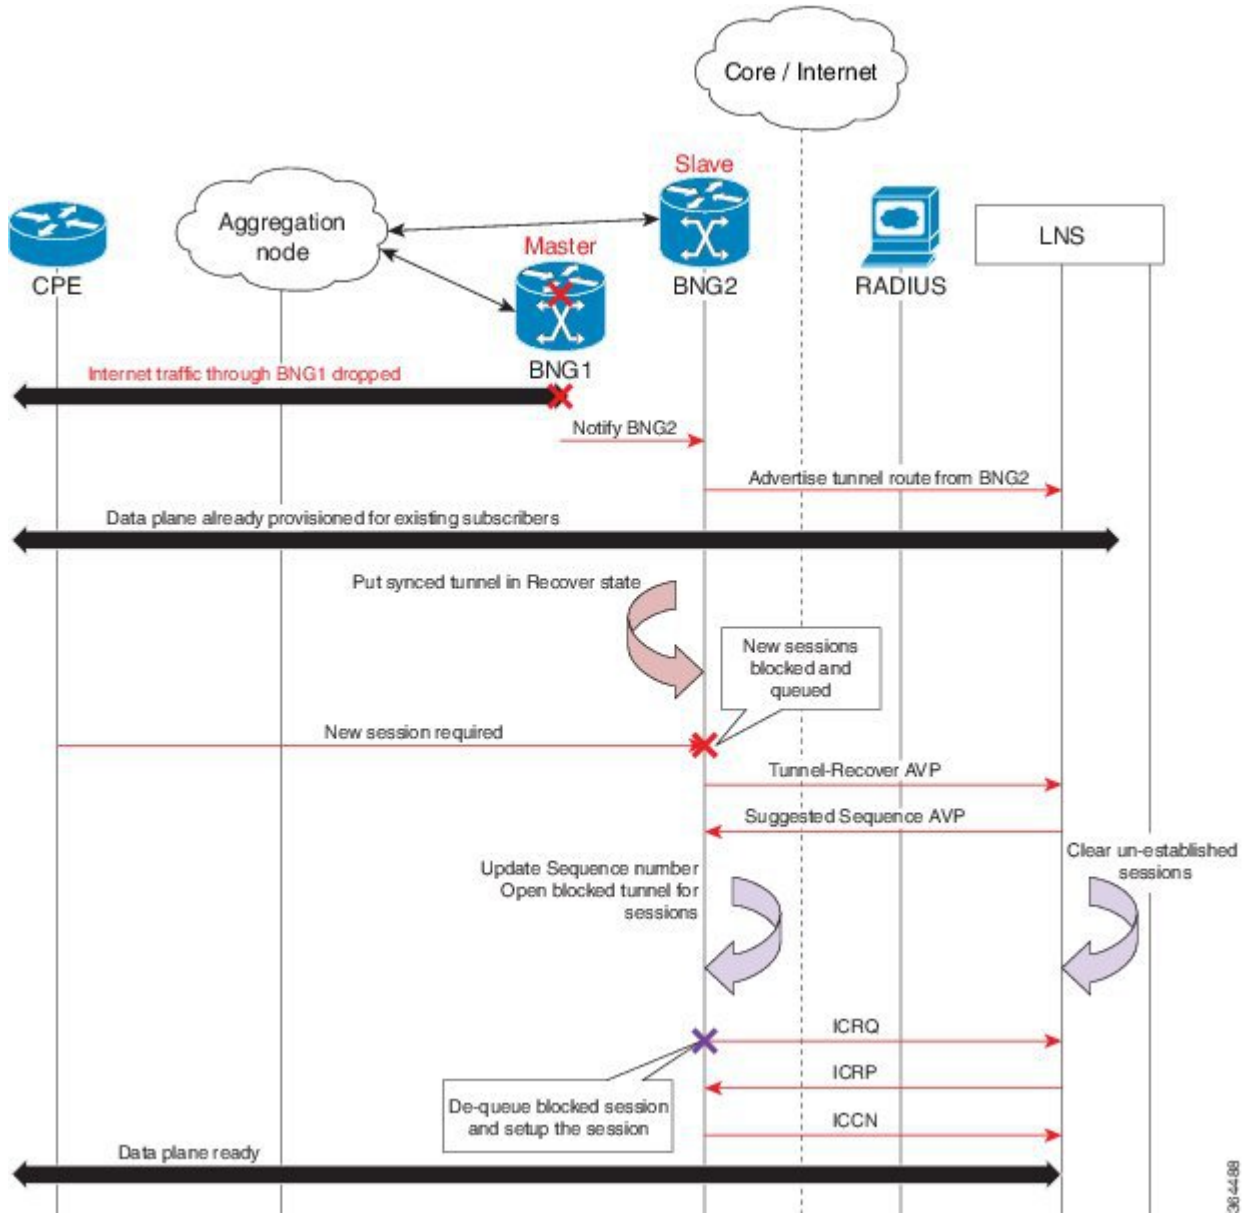 Core / Internet
Slave
Aggregation
node
Master
LNS
CPE
BNG2
RADIUS
BNG1
Internet traffic through BNG1 dropped
Notify BNG2
Advertise tunnel route from BNG2
Data plane already provisioned for existing subscribers
Put synced tunnel in Recover state
New sessions
blocked and
queued
New session required
Tunnel-Recover AVP
Suggested Sequence AVP
Clear un-established
sessions
Update Sequence number
Open blocked tunnel for
sessions
ICRQ
ICRP
De-queue blocked session
and setup the session
ICCN
Data plane ready
364488